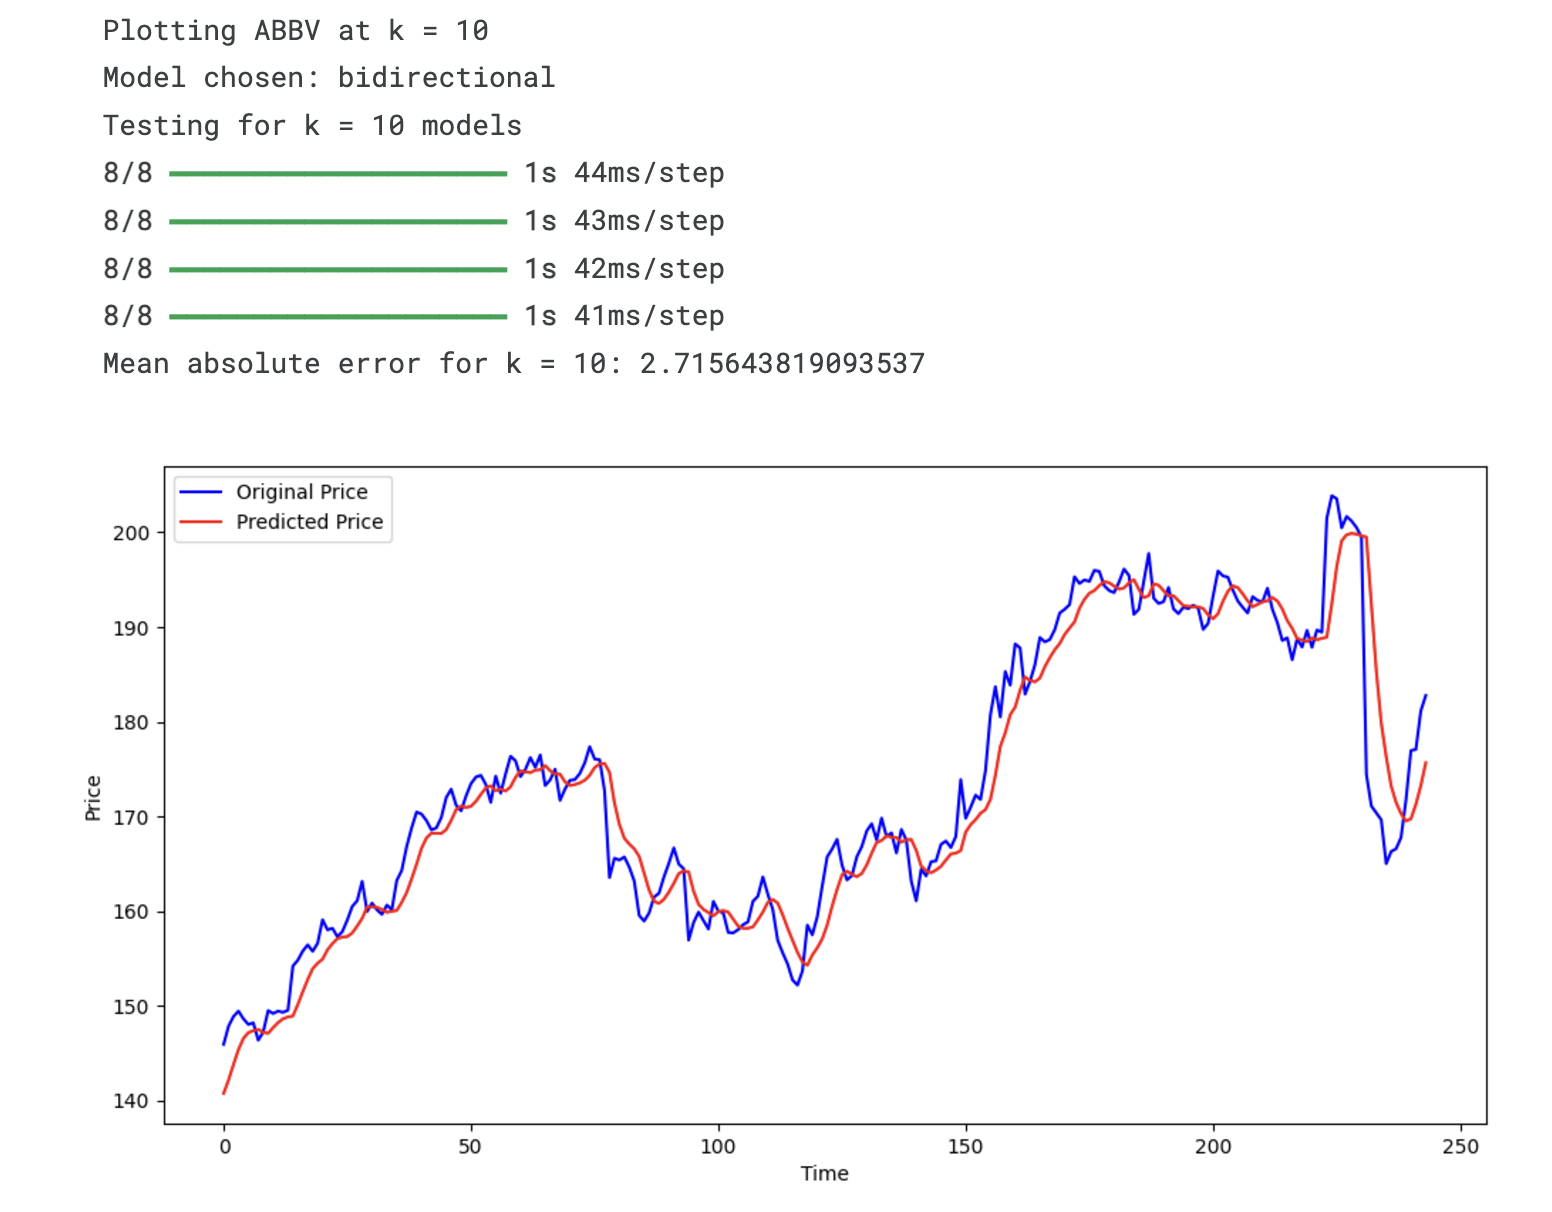 Plotting ABBV at k = 10
Model chosen: bidirectional
Testing for k = 10 models
8/8 1s 44ms/step
8/8 1s 43ms/step
8/8 1s 42ms/step
8/8 1s 41ms/step
Mean absolute error for k = 10: 2.715643819093537
Original Price
Predicted Price
200
190
180
170
160
150
140
Price
0 50 100 150 200 250
Time